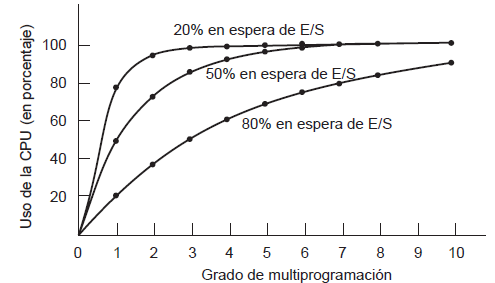 20% en espera de E/S
100
50% en espera de E/S
80
60
80% en espera de E/S
40
20
Uso de la CPU (en porcentaje)
0 1 2 3 4 5 6 7 8 9 10
Grado de multiprogramación